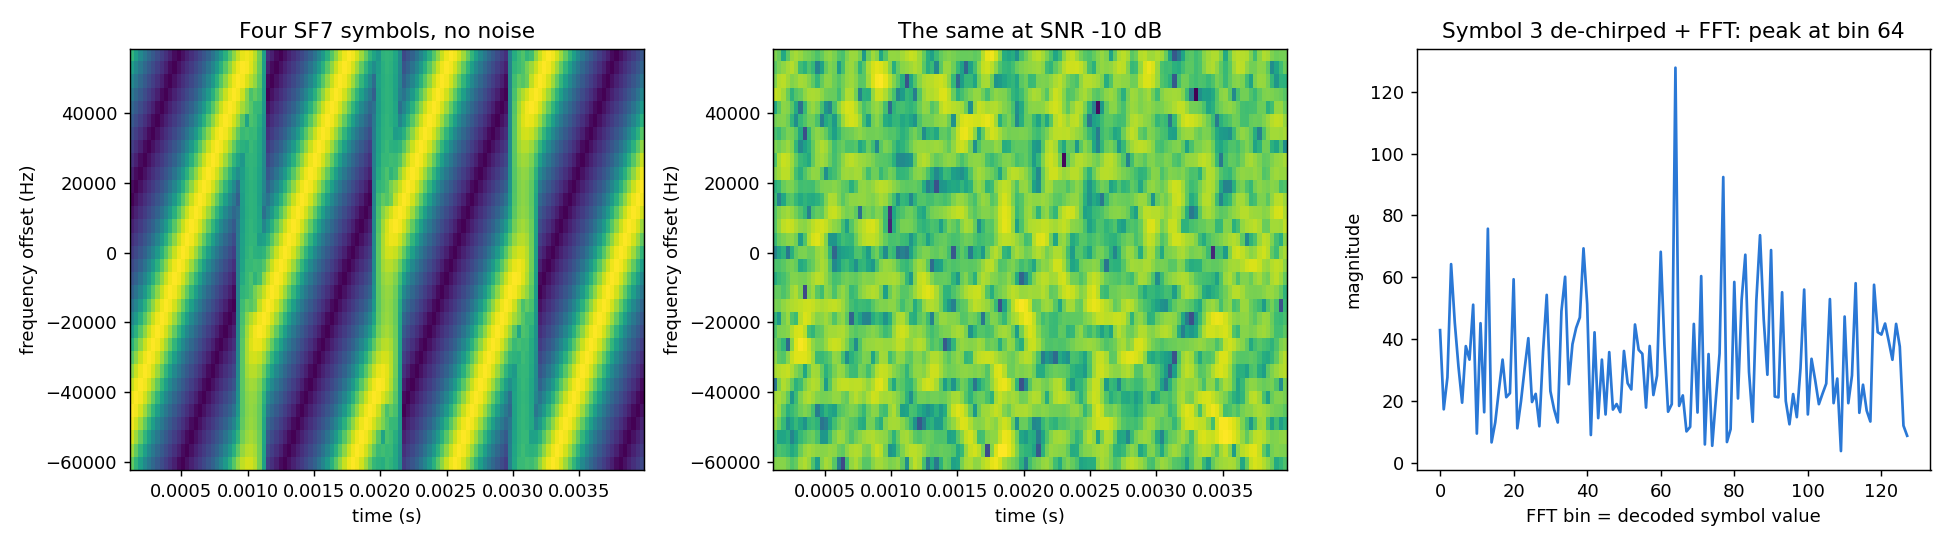 Four SF7 symbols, no noise
frequency offset (Hz)
40000
20000
0
−20000
−40000
−60000
0.0005 0.0010 0.0015 0.0020 0.0025 0.0030 0.0035
time (s)
The same at SNR -10 dB
frequency offset (Hz)
40000
20000
0
−20000
−40000
−60000
0.0005 0.0010 0.0015 0.0020 0.0025 0.0030 0.0035
time (s)
Symbol 3 de-chirped + FFT: peak at bin 64
magnitude
120
100
80
60
40
20
0
0 20 40 60 80 100 120
FFT bin = decoded symbol value